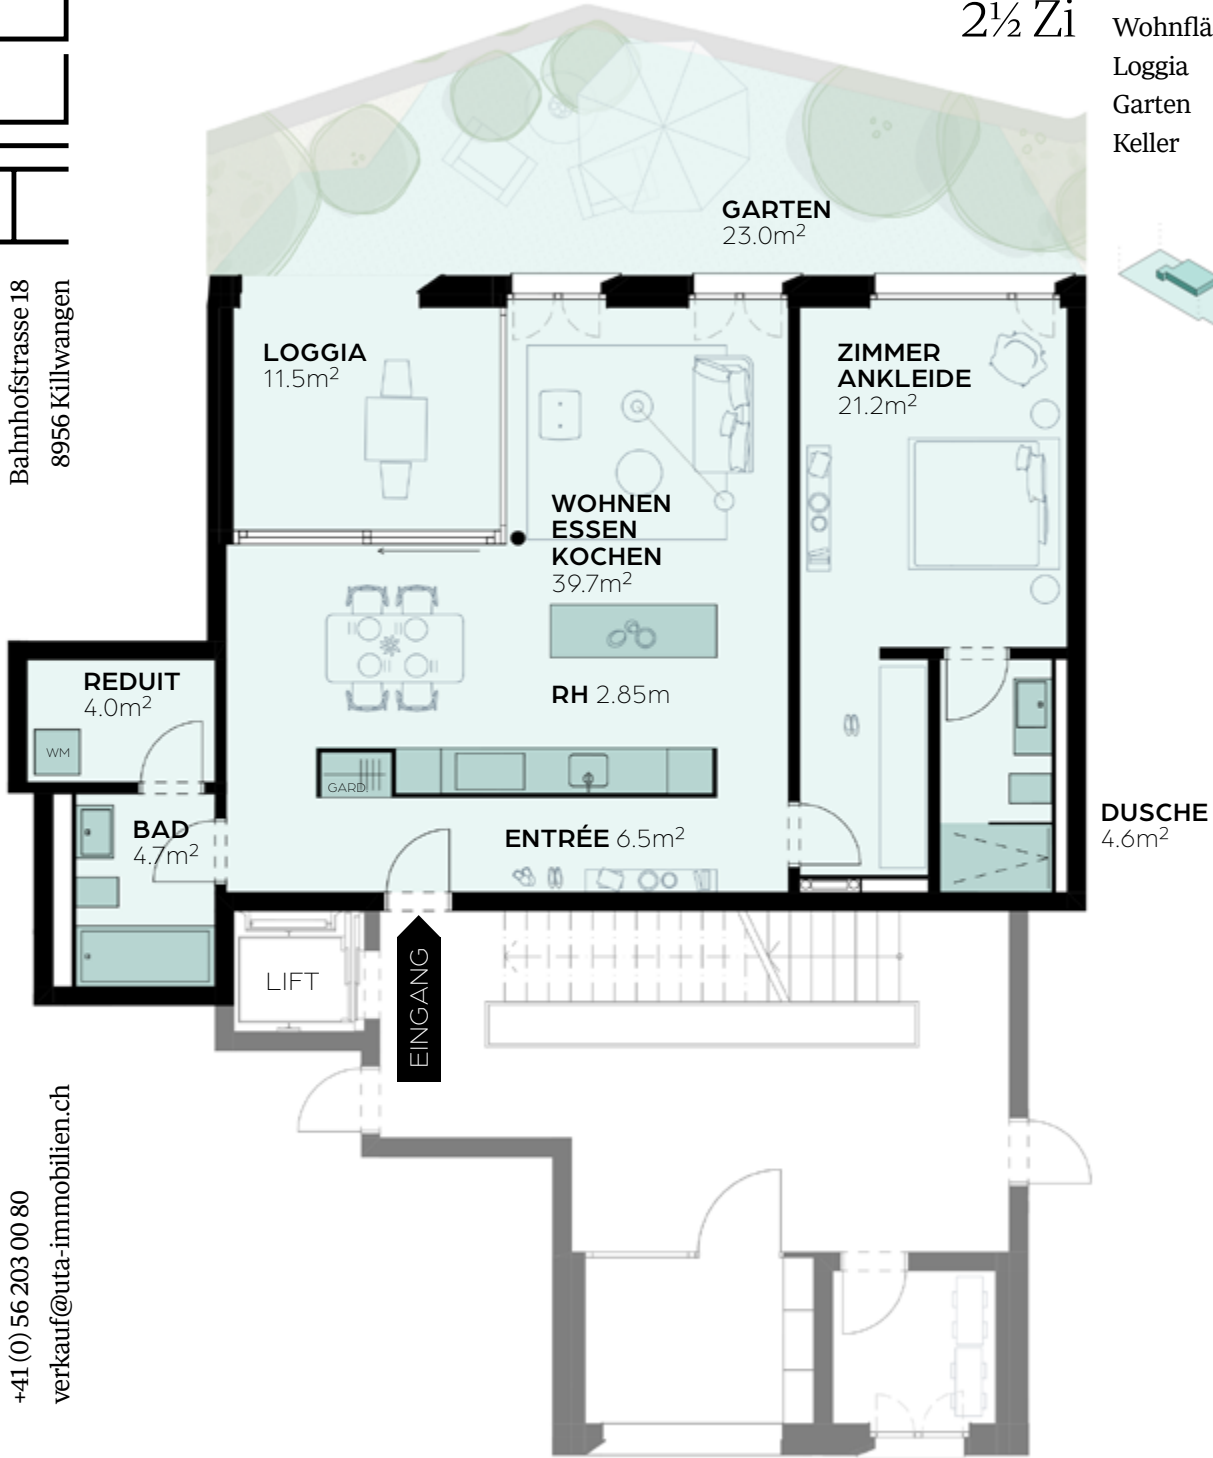 2½ Zi
Wohnflä
Loggia
Garten
Keller
HILL
Bahnhofstrasse 18
8956 Killwangen
GARTEN
23.0m²
LOGGIA
11.5m²
ZIMMER
ANKLEIDE
21.2m²
WOHNEN
ESSEN
KOCHEN
39.7m²
REDUIT
4.0m²
RH 2.85m
WM
GARD.
BAD
4.7m²
ENTRÉE 6.5m²
DUSCHE
4.6m²
LIFT
EINGANG
+41 (0) 56 203 00 80
verkauf@uta-immobilien.ch